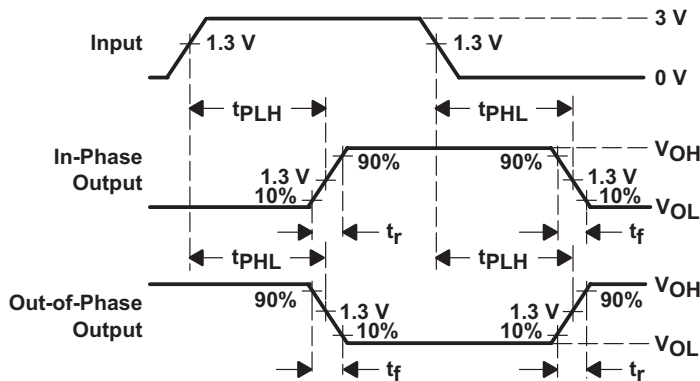 3 V
Input
1.3 V
1.3 V
0 V
tPLH
tPHL
In-Phase
Output
90%
90%
VOH
1.3 V
1.3 V
10%
10%
VOL
tr
tf
tPHL
tPLH
Out-of-Phase
Output
90%
90%
VOH
1.3 V
1.3 V
10%
10%
VOL
tf
tr